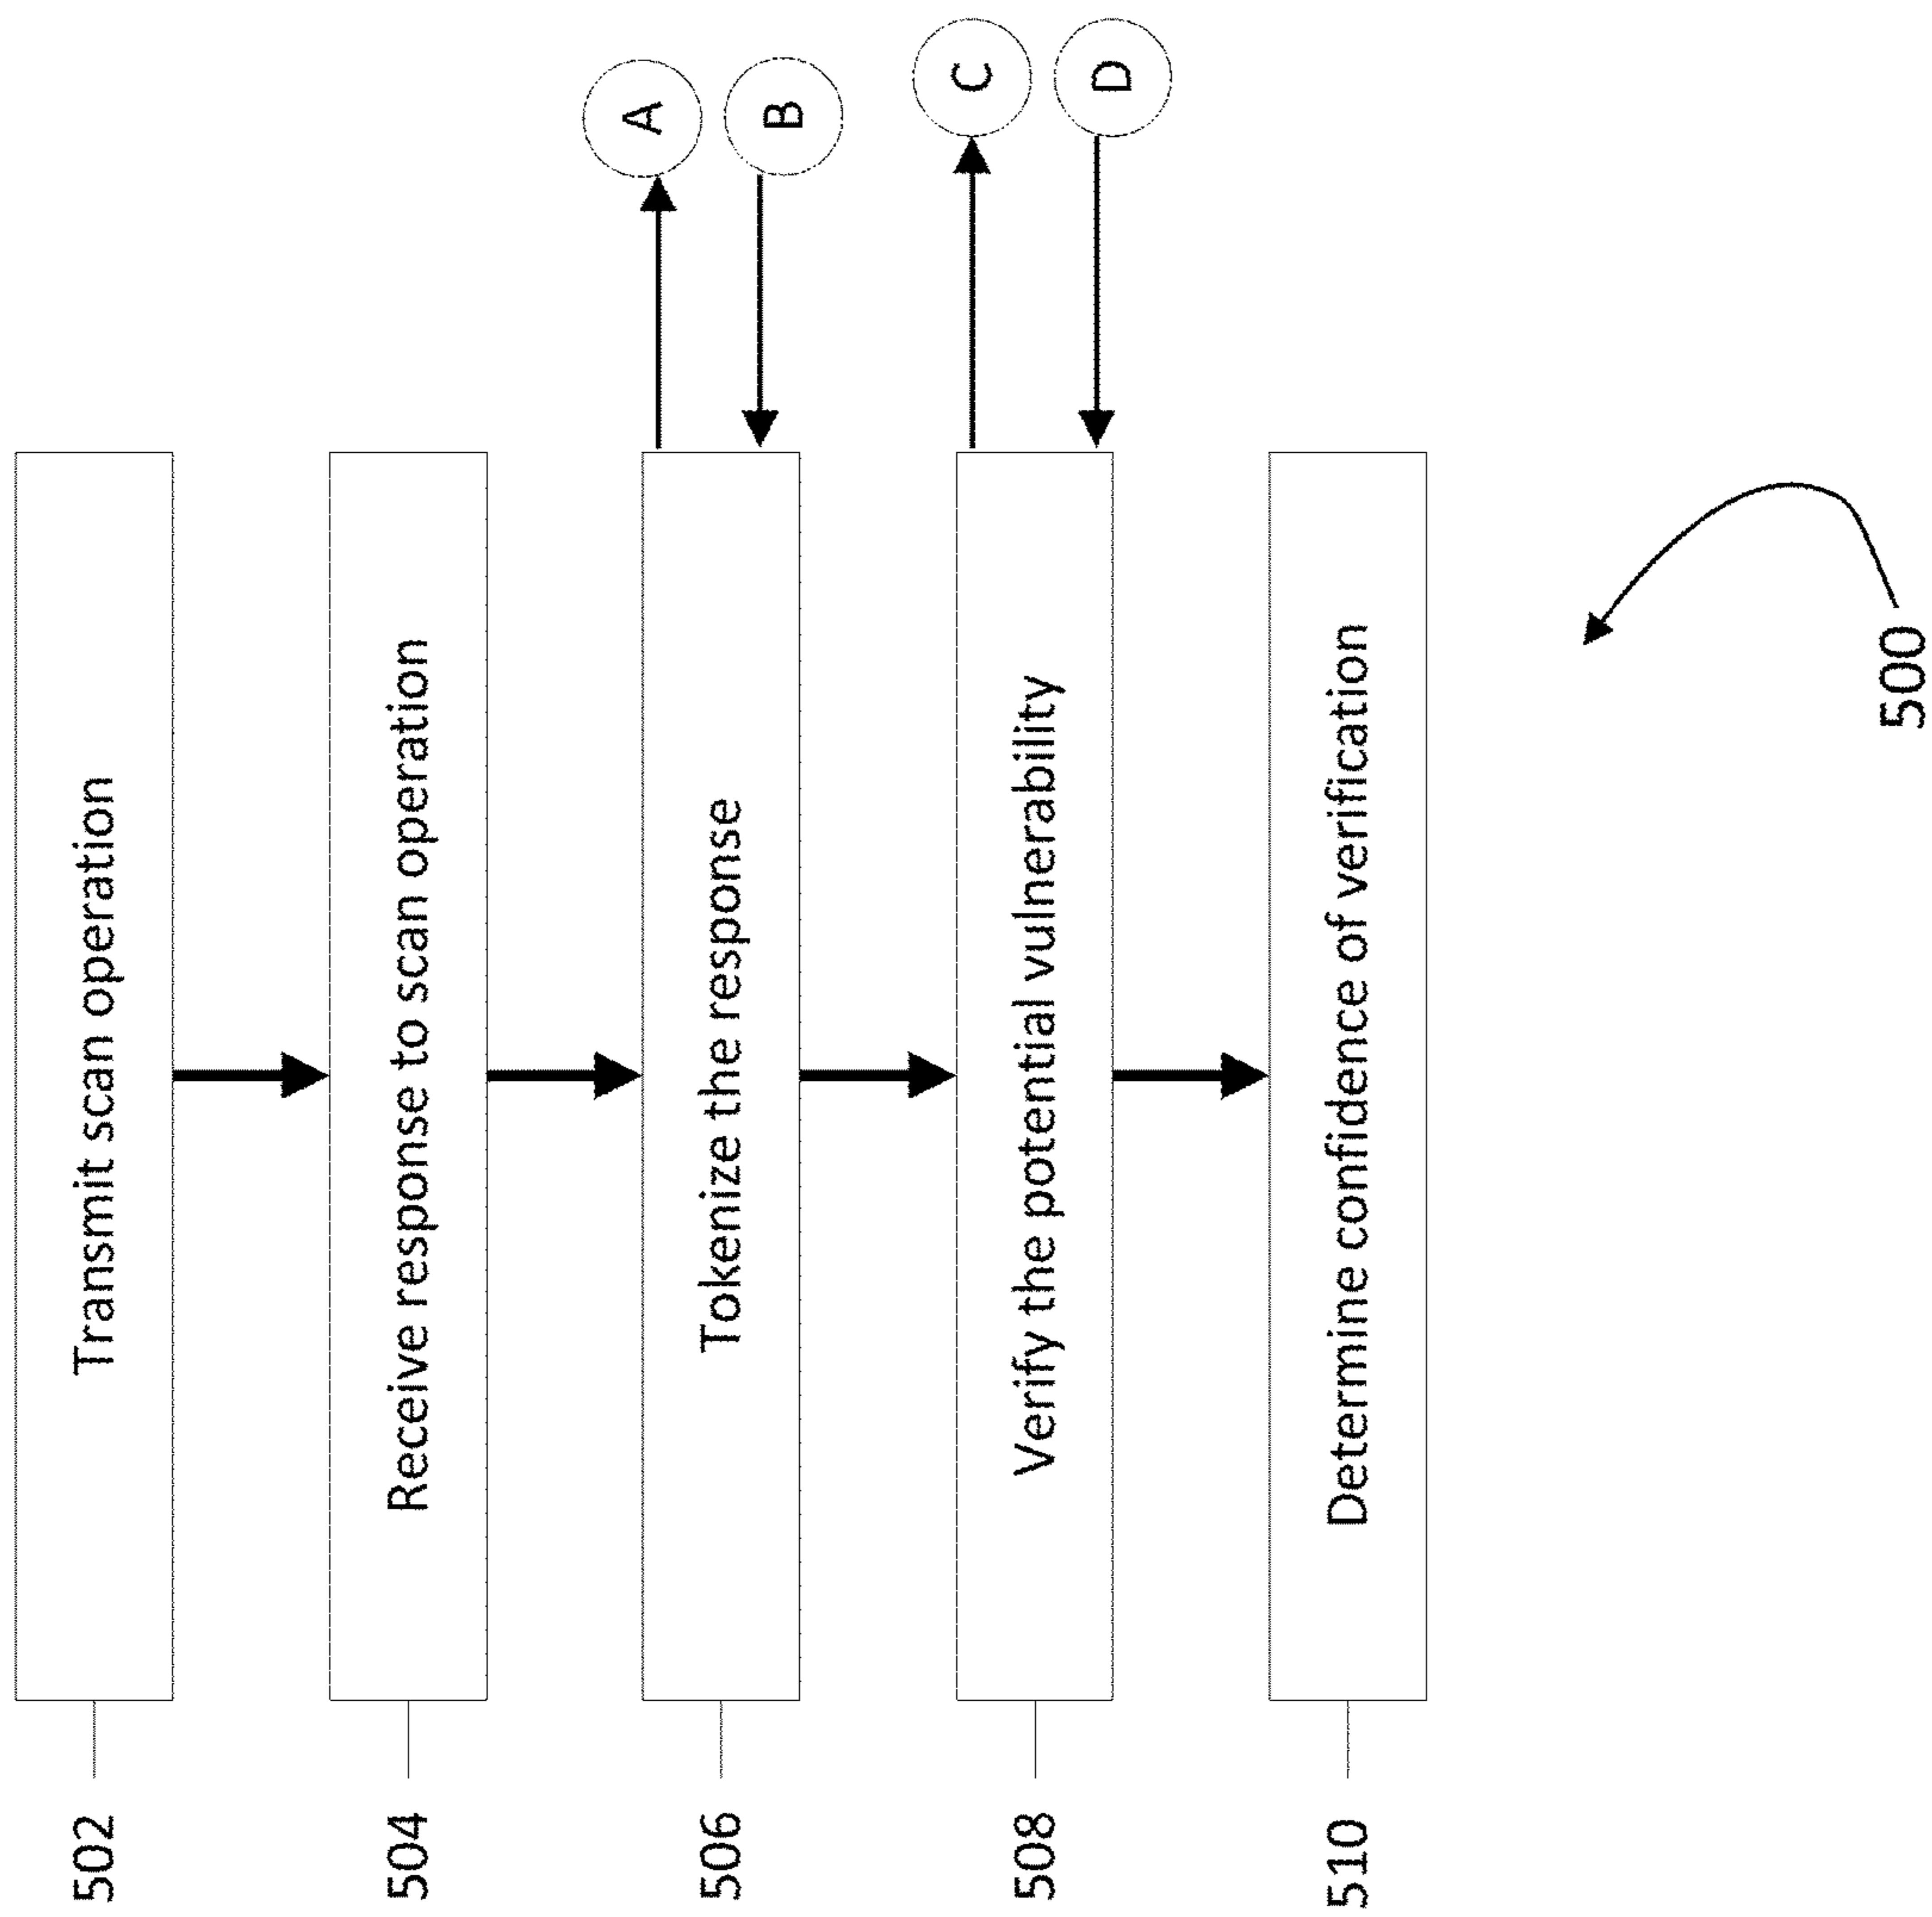 502
Transmit scan operation
504
Receive response to scan operation
506
Tokenize the response
A
B
508
Verify the potential vulnerability
C
D
510
Determine confidence of verification
500